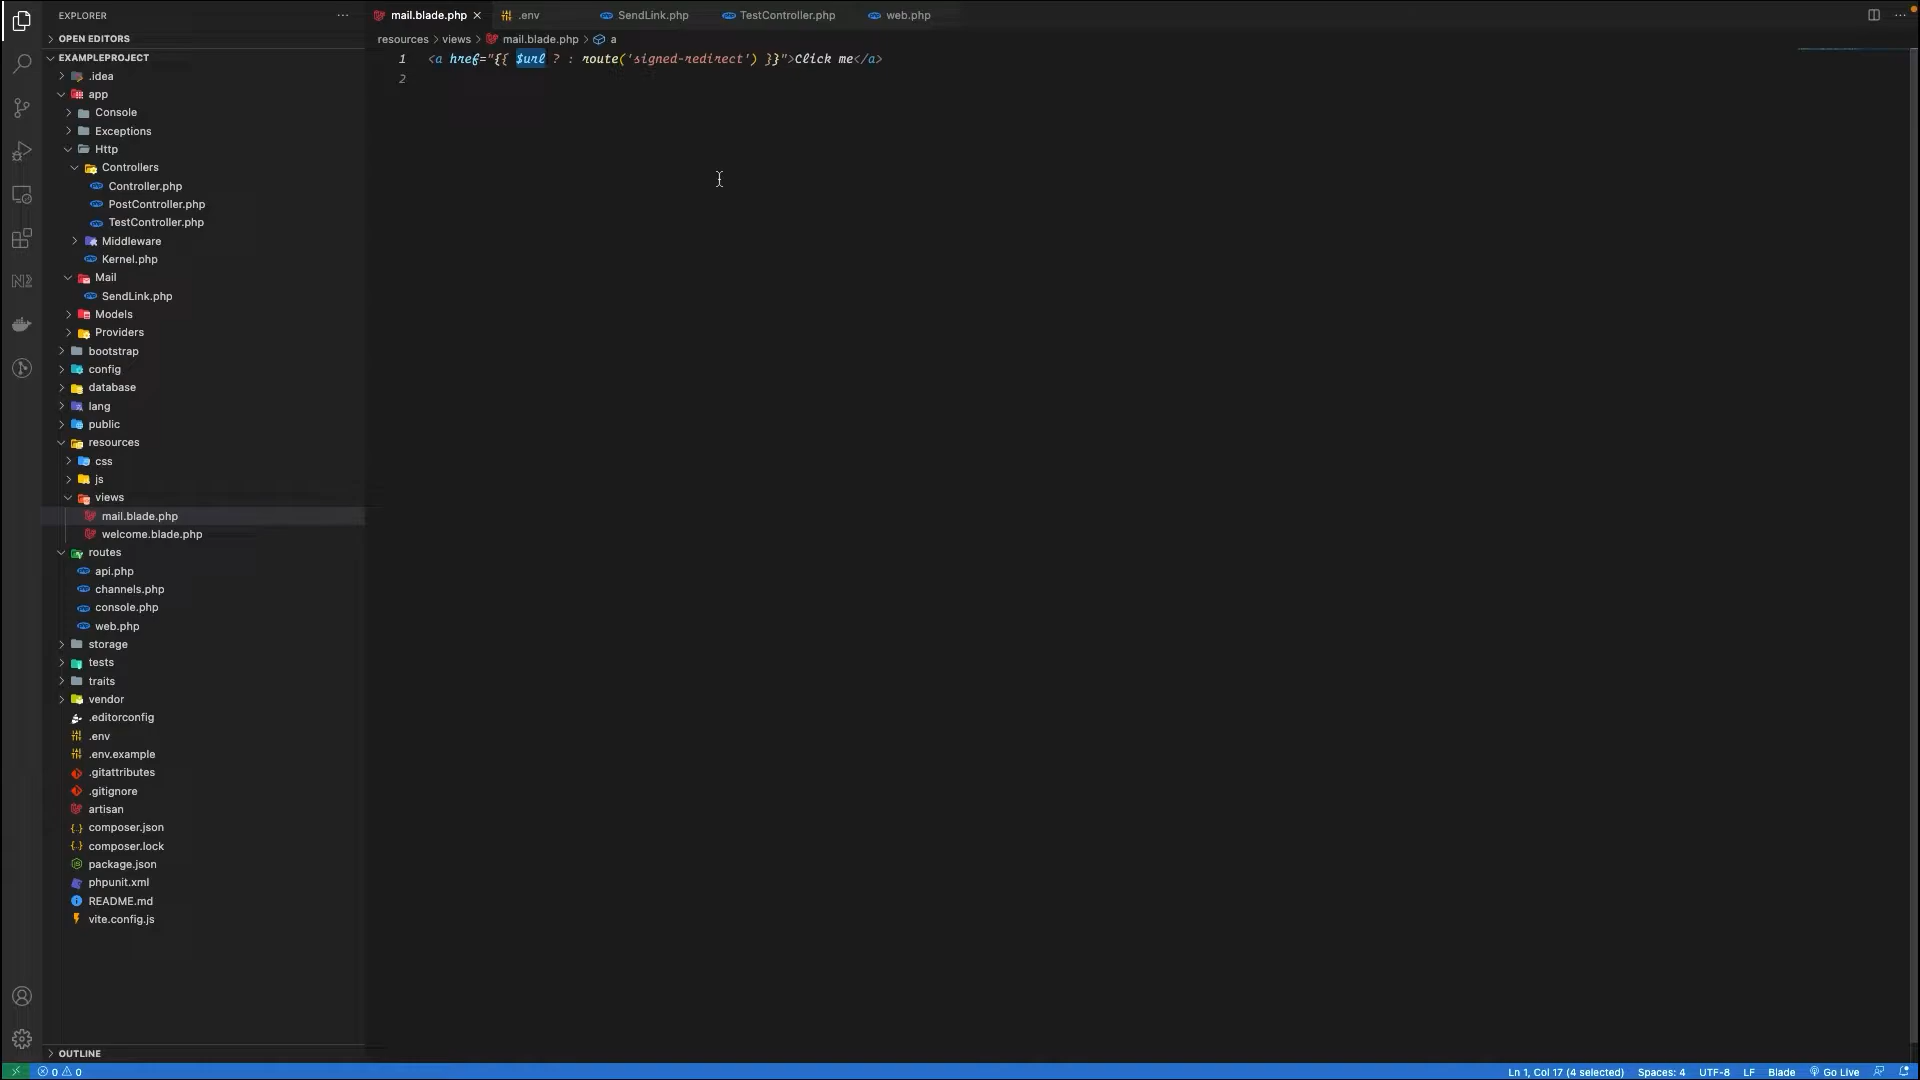 EXPLORER
OPEN EDITORS
EXAMPLEPROJECT
.idea
app
Console
Exceptions
Http
Controllers
Controller.php
PostController.php
TestController.php
Middleware
Kernel.php
Mail
SendLink.php
Models
Providers
bootstrap
config
database
lang
public
resources
css
js
views
mail.blade.php
welcome.blade.php
routes
api.php
channels.php
console.php
web.php
storage
tests
traits
vendor
.editorconfig
.env
.env.example
.gitattributes
.gitignore
artisan
composer.json
composer.lock
package.json
phpunit.xml
README.md
vite.config.js
OUTLINE
mail.blade.php .env SendLink.php TestController.php web.php
resources > views > mail.blade.php > a
1 <a href="{{ $url ? : route('signed-redirect') }}">Click me</a>
2
0 0 Ln 1, Col 17 (4 selected) Spaces: 4 UTF-8 LF Blade Go Live